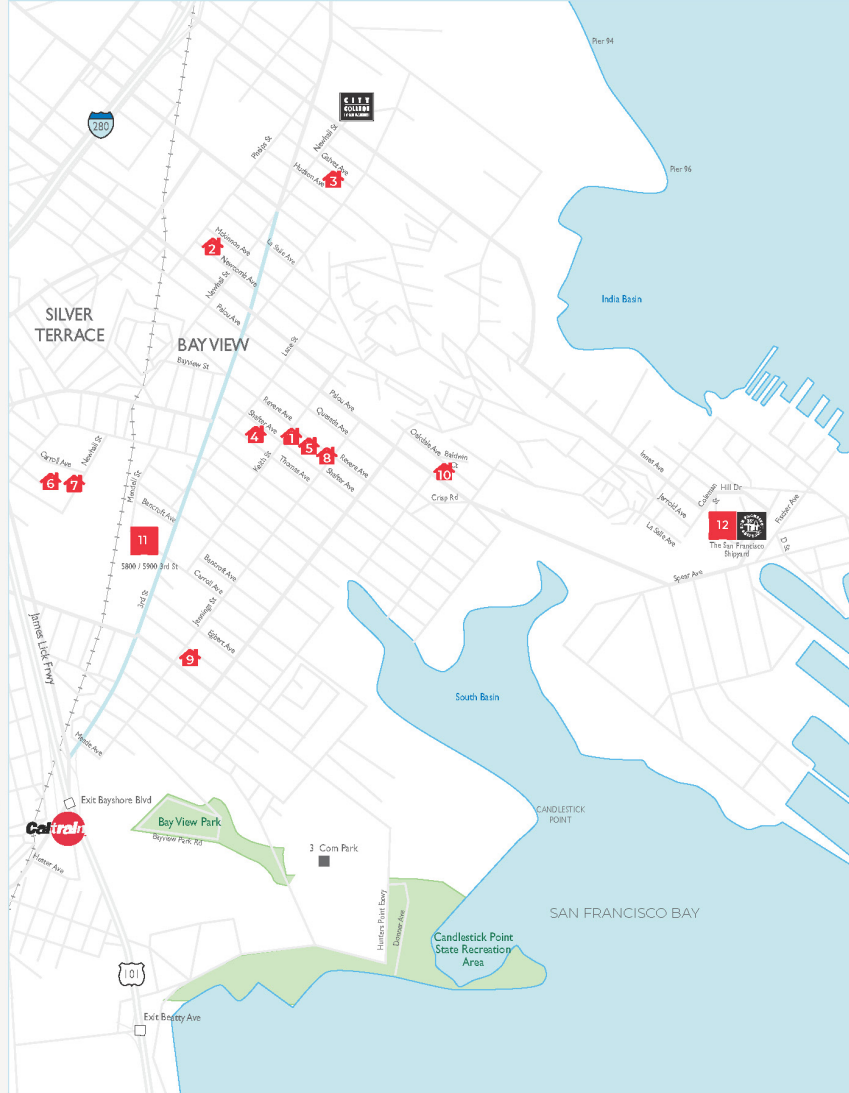 Pier 94
CITY
COLLEGE
280
Newhall St
Phelps St
Galvez Ave
Hudson Ave
3
Pier 96
Mckinnon Ave
2
La Salle Ave
Newcomb Ave
Newhall St
India Basin
Palou Ave
SILVER
TERRACE
BAYVIEW
Lane St
Bayview St
Palou Ave
Revere Ave
Quesada Ave
Shafter Ave
4
1
5
8
Oakdale Ave
Baldwin
Ct
Carroll Ave
Newhall St
Keith St
Thomas Ave
Revere Ave
Shafter Ave
10
Innes Ave
6
7
Mendell St
Crisp Rd
Jerrold Ave
Coleman
St
Hill Dr
Fischer Ave
Bancroft Ave
La Salle Ave
12
D St
11
The San Francisco
Shipyard
5800 / 5900 3rd St
Bancroft Ave
Carroll Ave
Spear Ave
3rd St
Jennings St
James Lick Frwy
Egbert Ave
9
South Basin
Meade Ave
Exit Bayshore Blvd
CANDLESTICK
POINT
Caltrain
Bay View Park
Bayview Park Rd
3 Com Park
Hester Ave
Hunters Point Expwy
Donner Ave
SAN FRANCISCO BAY
Candlestick Point
State Recreation
Area
101
Exit Beatty Ave